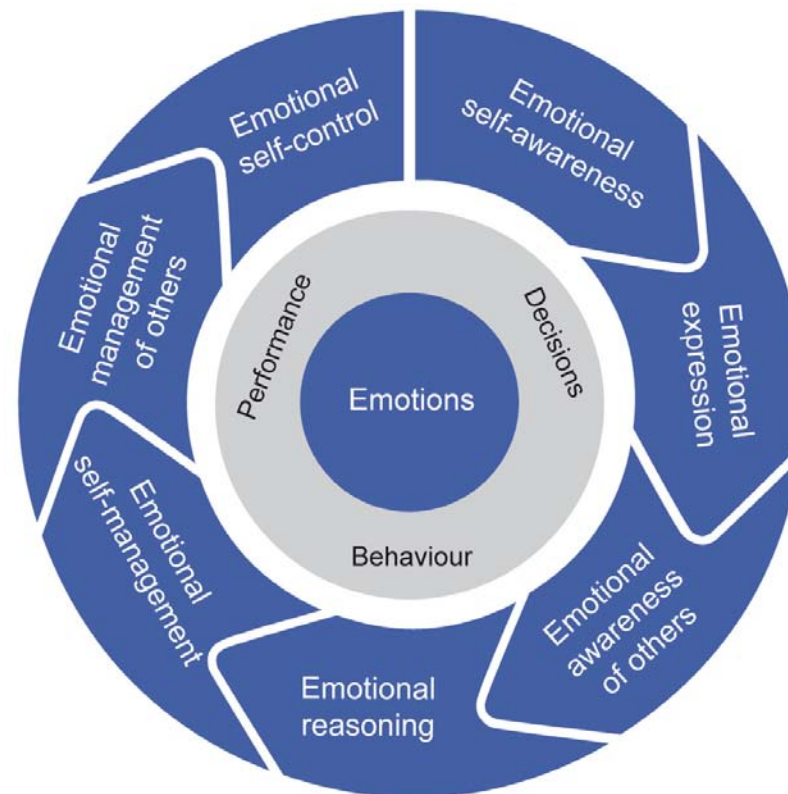 Emotional
self-awareness
Emotional
expression
Emotional
awareness
of others
Emotional
reasoning
Emotional
self-management
Emotional
management
of others
Emotional
self-control
Performance
Decisions
Behaviour
Emotions